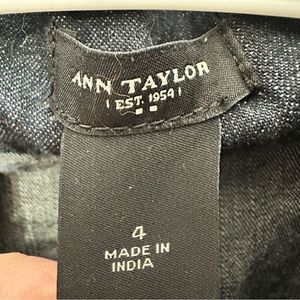 ANN TAYLOR
EST. 1954
4
MADE IN
INDIA